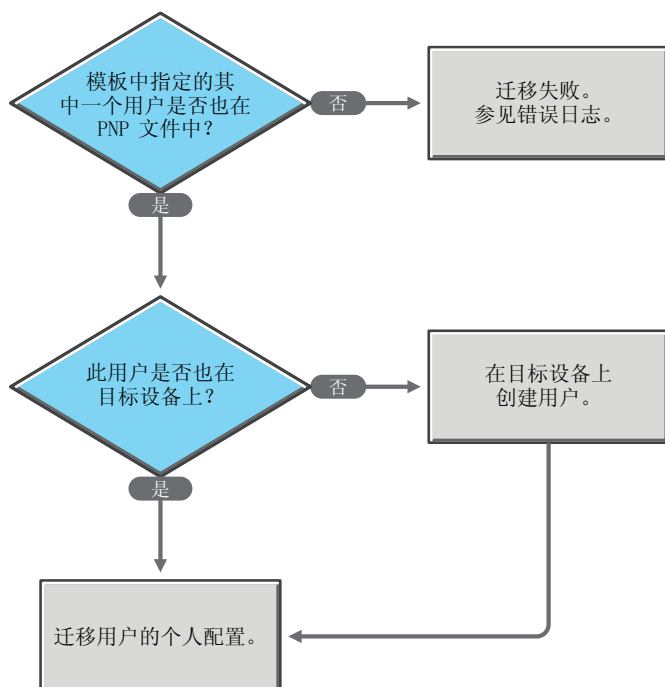 模板中指定的其
中一个用户是否也在
PNP 文件中?
否
迁移失败。
参见错误日志。
是
此用户是否也在
目标设备上?
否
在目标设备上
创建用户。
是
迁移用户的个人配置。